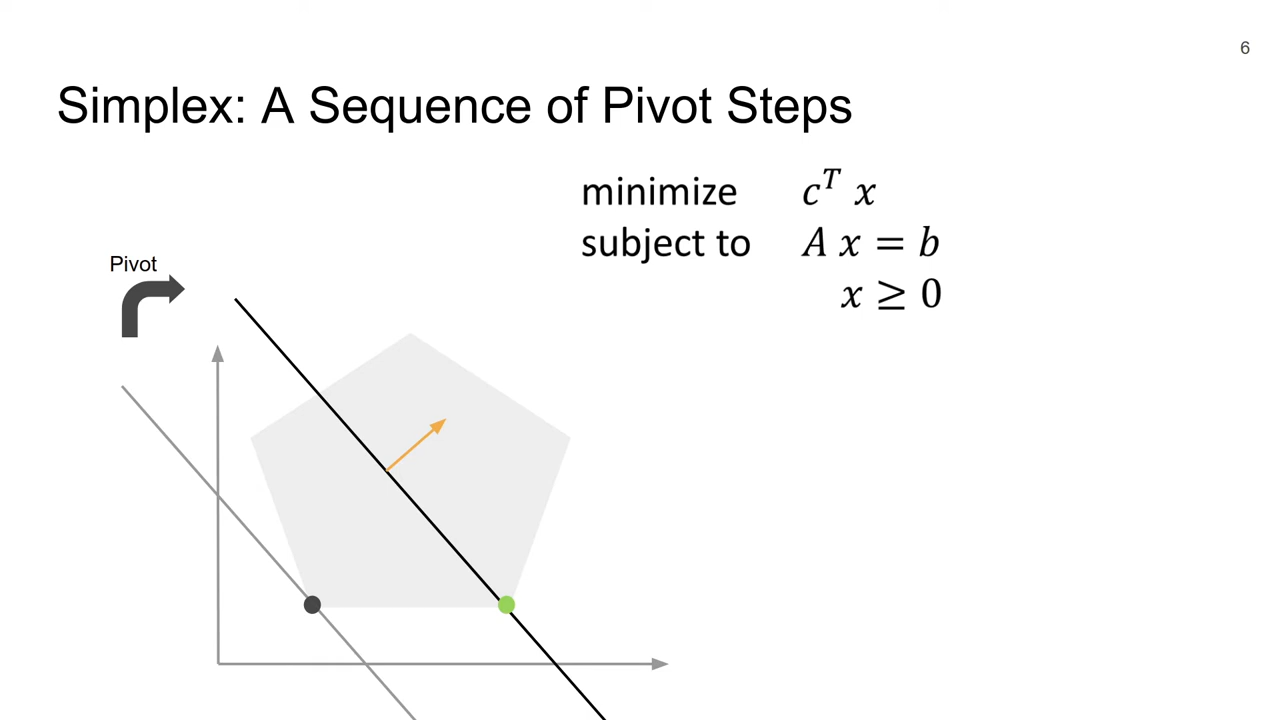 6
Simplex: A Sequence of Pivot Steps
minimize c^T x
subject to A x = b
x ≥ 0
Pivot